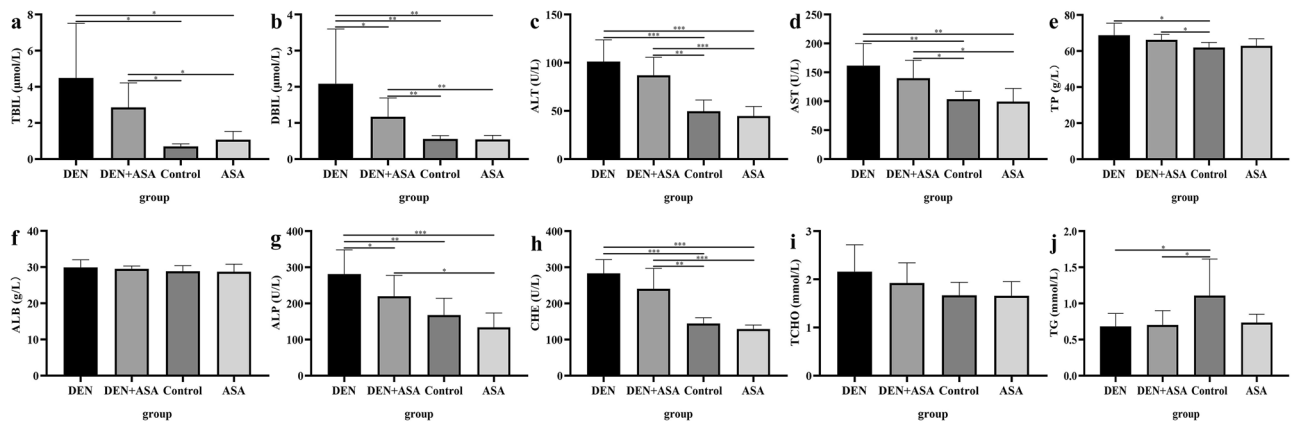 a
***
*
*
*
TBIL (μmol/L)
8
6
4
2
0
DEN DEN+ASA Control ASA
group
b
**
**
*
**
**
DBIL (μmol/L)
4
3
2
1
0
DEN DEN+ASA Control ASA
group
c
***
***
***
**
ALT (U/L)
150
100
50
0
DEN DEN+ASA Control ASA
group
d
**
**
*
*
AST (U/L)
250
200
150
100
50
0
DEN DEN+ASA Control ASA
group
e
*
*
TP (g/L)
80
60
40
20
0
DEN DEN+ASA Control ASA
group
f
ALB (g/L)
40
30
20
10
0
DEN DEN+ASA Control ASA
group
g
***
**
*
*
ALP (U/L)
400
300
200
100
0
DEN DEN+ASA Control ASA
group
h
***
***
***
**
CHE (U/L)
400
300
200
100
0
DEN DEN+ASA Control ASA
group
i
TCHO (mmol/L)
3
2
1
0
DEN DEN+ASA Control ASA
group
j
*
*
TG (mmol/L)
2.0
1.5
1.0
0.5
0.0
DEN DEN+ASA Control ASA
group